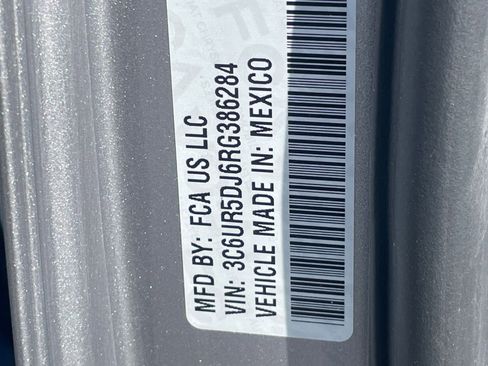 MFD BY: FCA US LLC
VIN: 3C6UR5DJ6RG386284
VEHICLE MADE IN: MEXICO